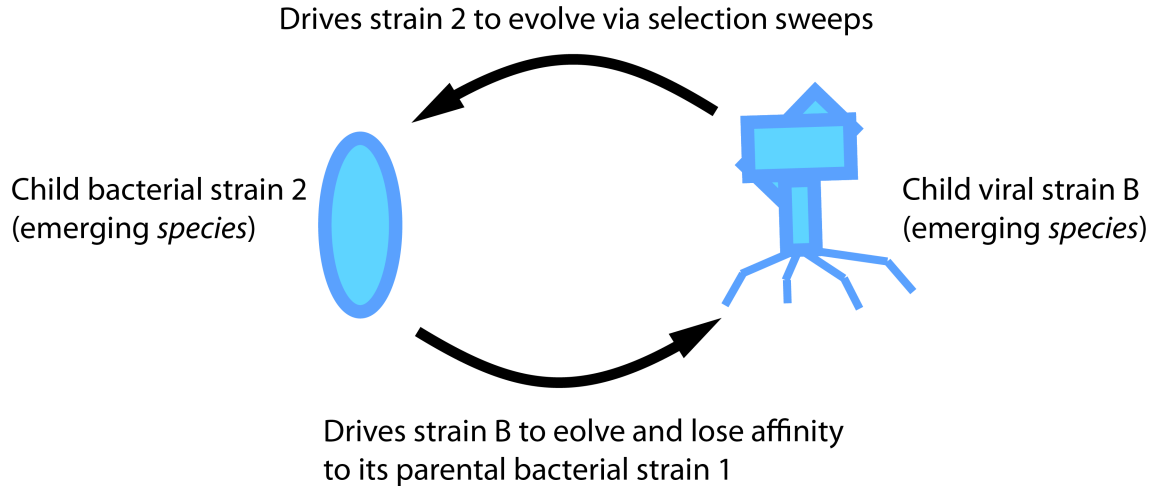 Drives strain 2 to evolve via selection sweeps
Child bacterial strain 2
(emerging species)
Child viral strain B
(emerging species)
Drives strain B to eolve and lose affinity
to its parental bacterial strain 1